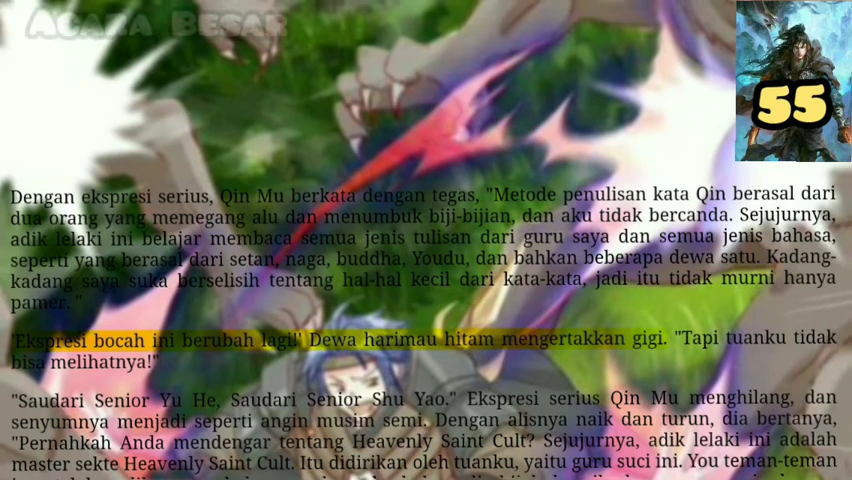 Acara Besar
55
Dengan ekspresi serius, Qin Mu berkata dengan tegas, "Metode penulisan kata Qin berasal dari
dua orang yang memegang alu dan menumbuk biji-bijian, dan aku tidak bercanda. Sejujurnya,
adik lelaki ini belajar membaca semua jenis tulisan dari guru saya dan semua jenis bahasa,
seperti yang berasal dari setan, naga, buddha, Youdu, dan bahkan beberapa dewa satu. Kadang-
kadang saya suka berselisih tentang hal-hal kecil dari kata-kata, jadi itu tidak murni hanya
pamer. "
'Ekspresi bocah ini berubah lagi!' Dewa harimau hitam mengertakkan gigi. "Tapi tuanku tidak
bisa melihatnya!"
"Saudari Senior Yu He, Saudari Senior Shu Yao." Ekspresi serius Qin Mu menghilang, dan
senyumnya menjadi seperti angin musim semi. Dengan alisnya naik dan turun, dia bertanya,
"Pernahkah Anda mendengar tentang Heavenly Saint Cult? Sejujurnya, adik lelaki ini adalah
master sekte Heavenly Saint Cult. Itu didirikan oleh tuanku, yaitu guru suci ini. You teman-teman